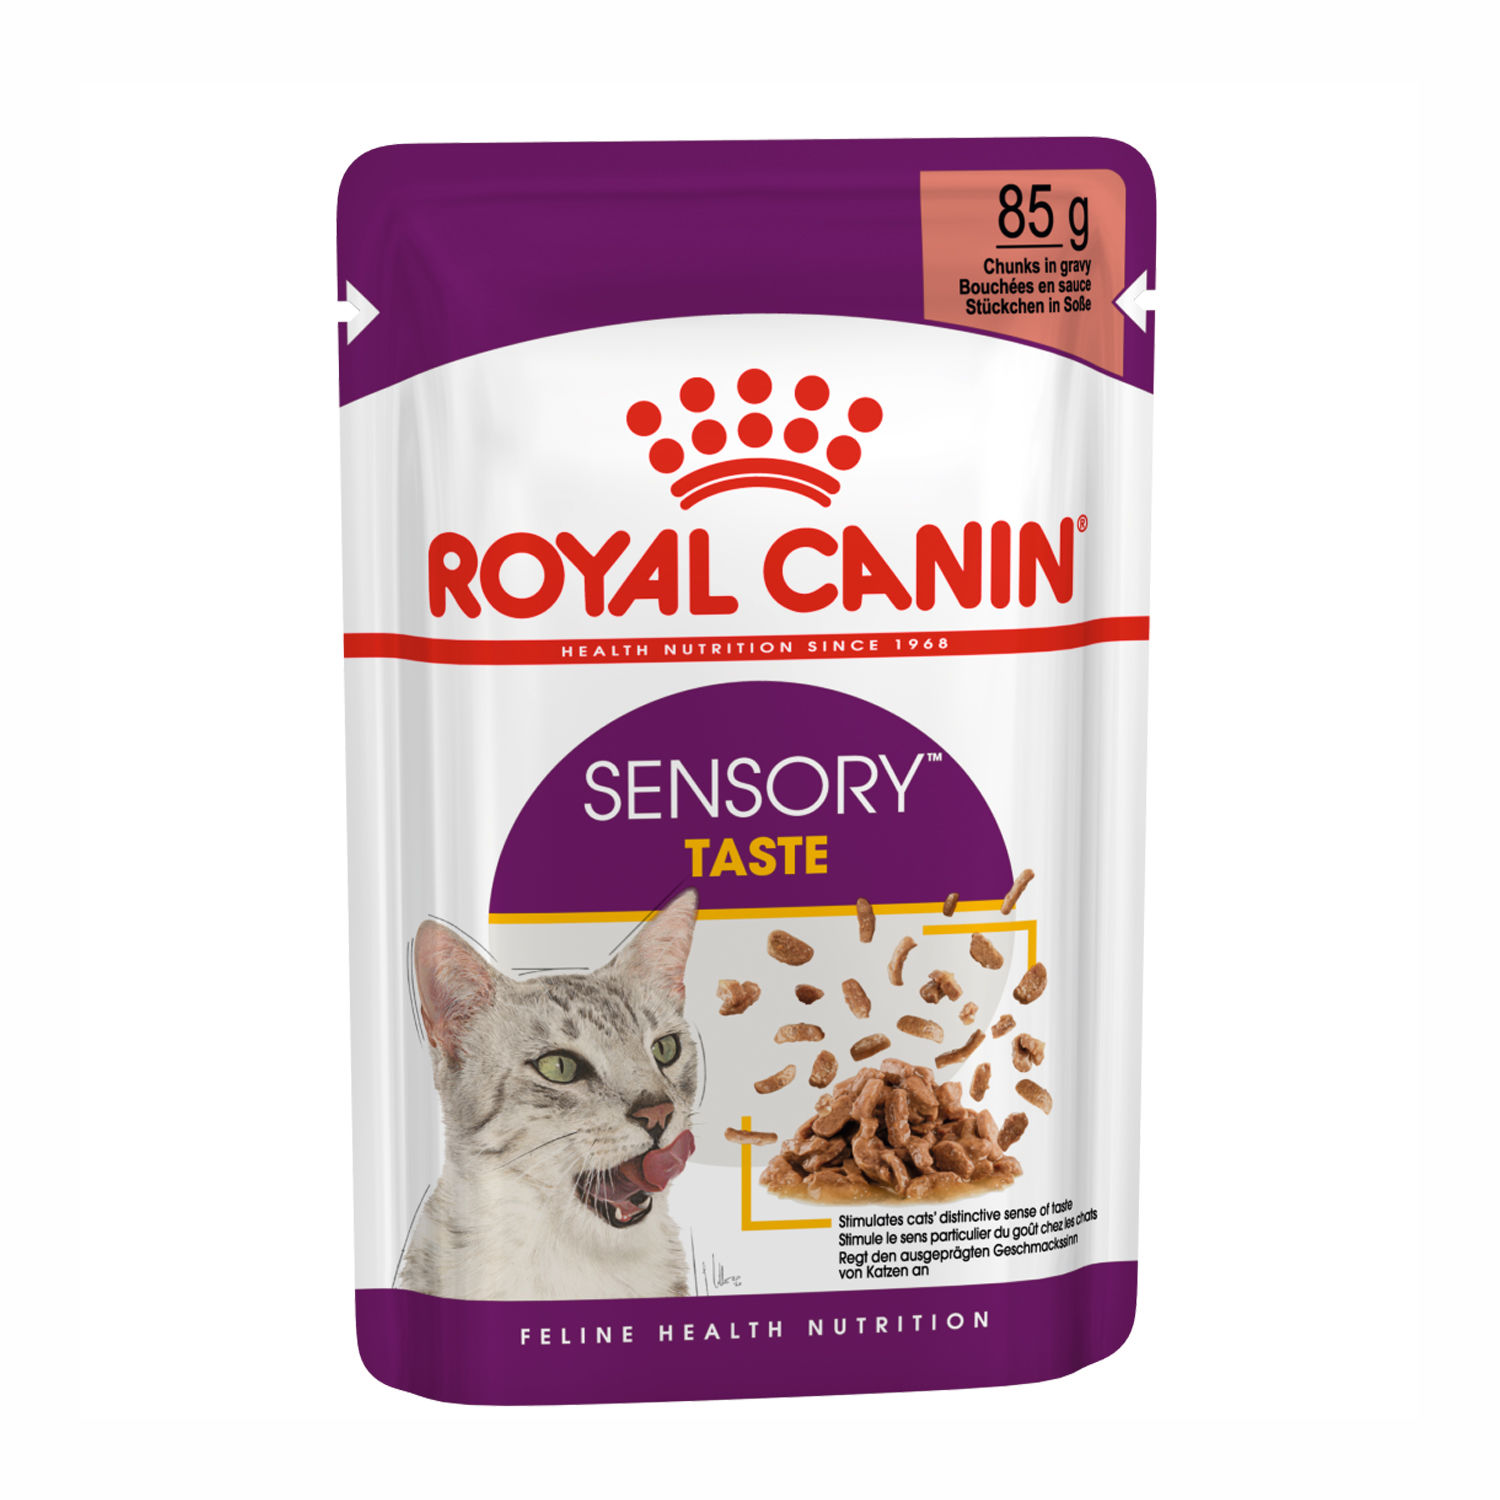 85 g
Chunks in gravy
Bouchées en sauce
Stückchen in Soße
ROYAL CANIN®
HEALTH NUTRITION SINCE 1968
SENSORY™
TASTE
Stimulates cats' distinctive sense of taste
Stimule le sens particulier du goût chez les chats
Regt den ausgeprägten Geschmackssinn
von Katzen an
FELINE HEALTH NUTRITION